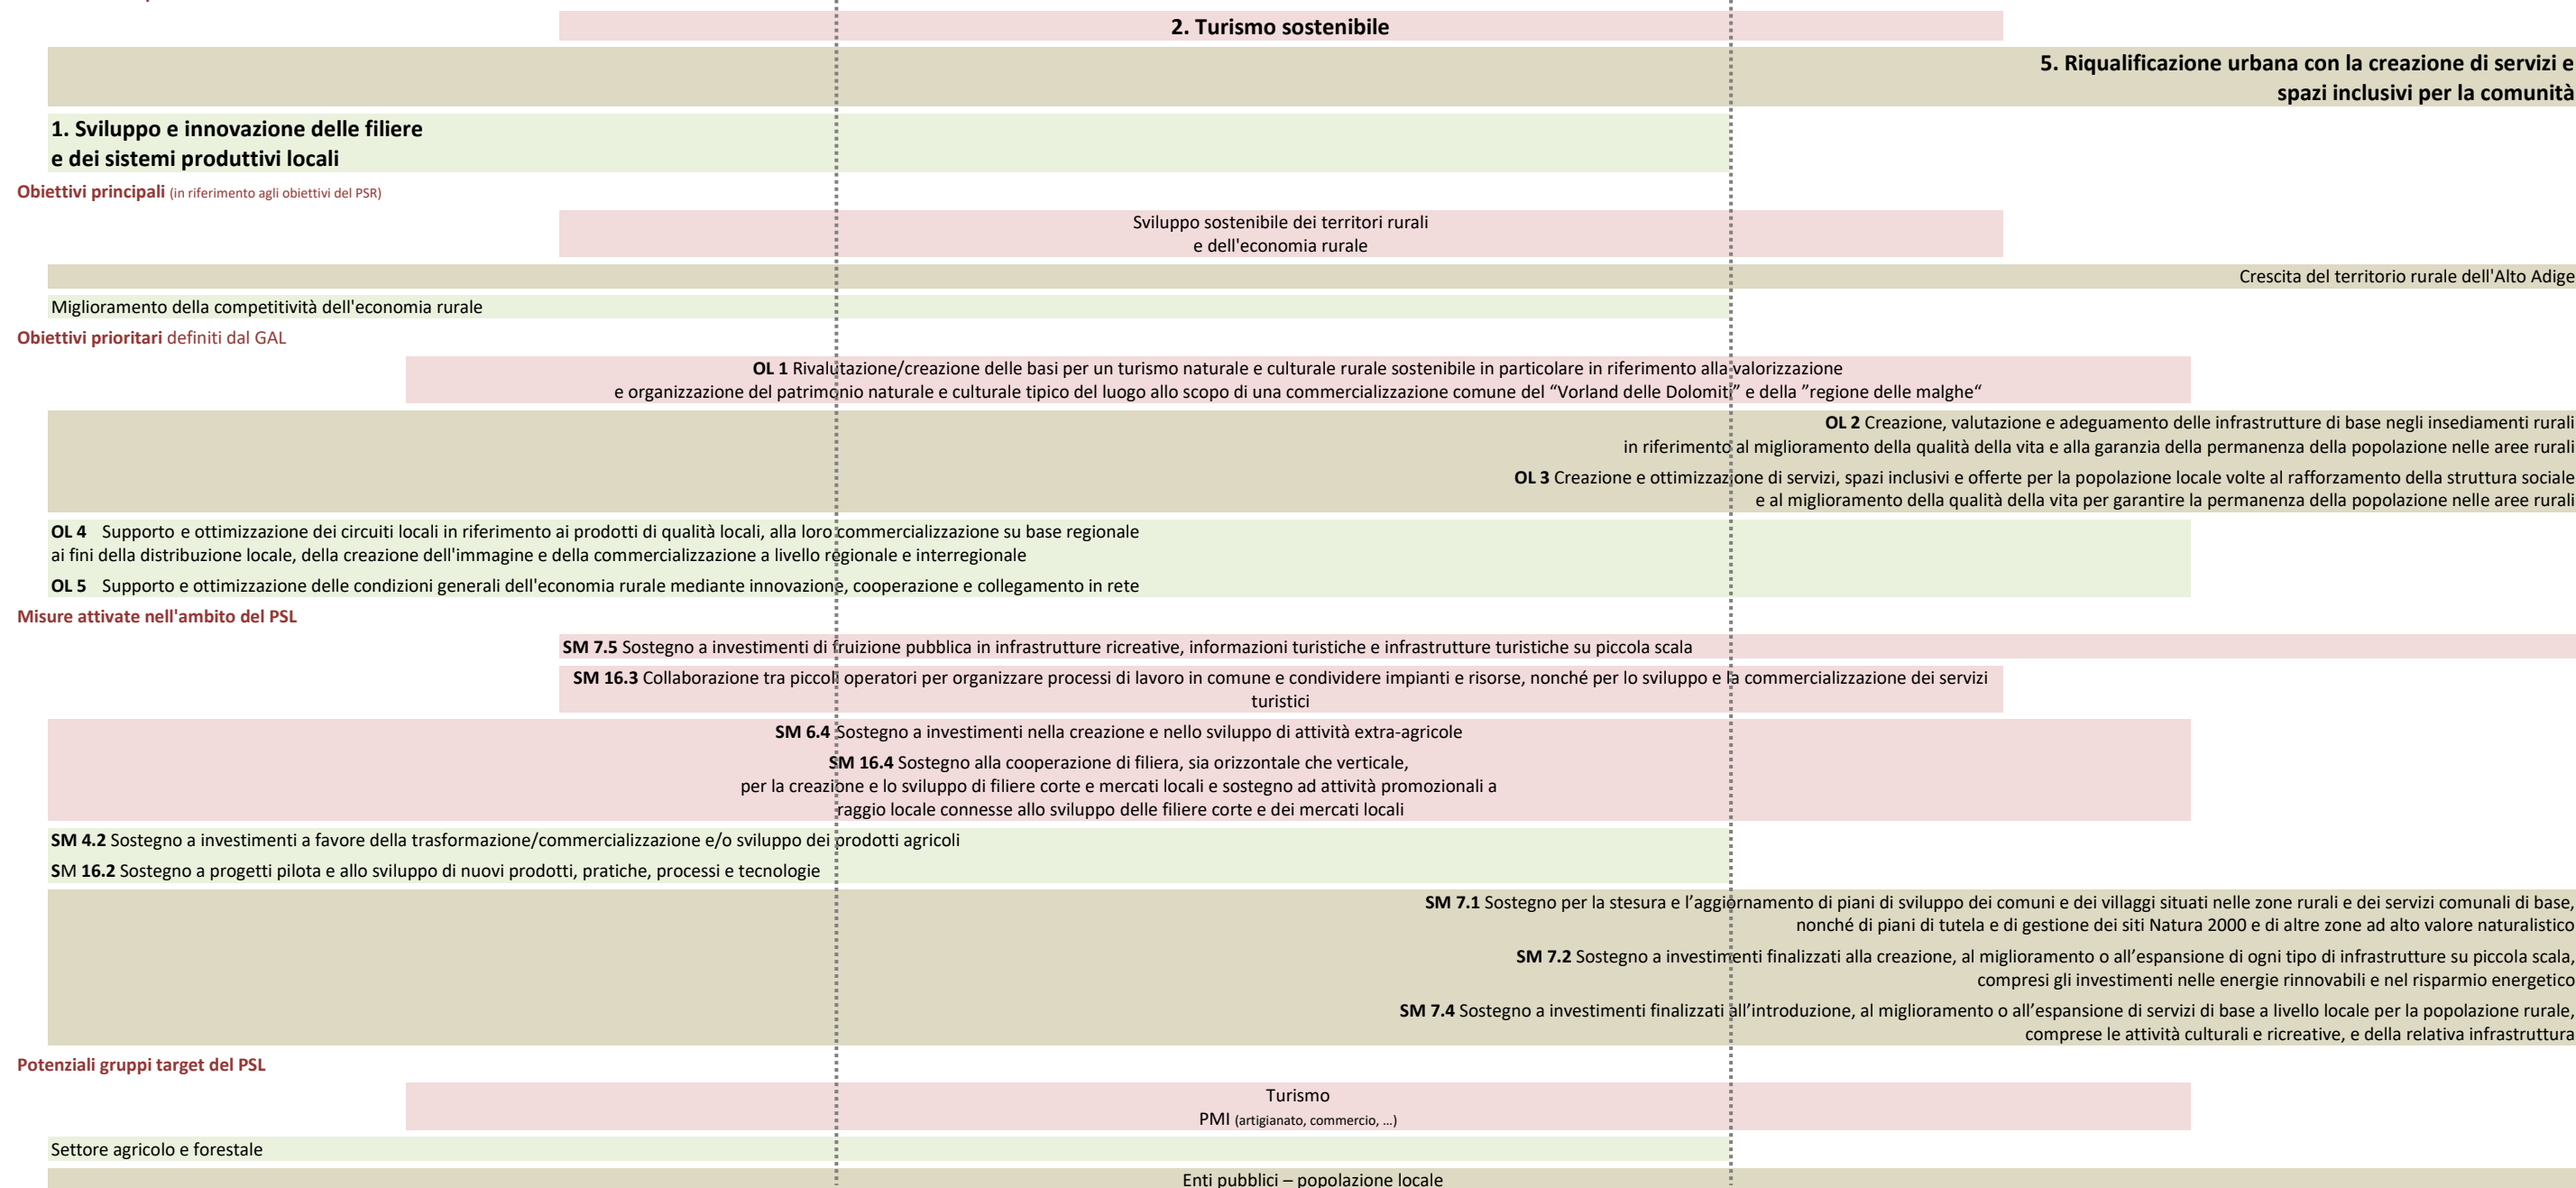 2. Turismo sostenibile
5. Riqualificazione urbana con la creazione di servizi e
spazi inclusivi per la comunità
1. Sviluppo e innovazione delle filiere
e dei sistemi produttivi locali
Obiettivi principali (in riferimento agli obiettivi del PSR)
Sviluppo sostenibile dei territori rurali
e dell'economia rurale
Crescita del territorio rurale dell'Alto Adige
Miglioramento della competitività dell'economia rurale
Obiettivi prioritari definiti dal GAL
OL 1 Rivalutazione/creazione delle basi per un turismo naturale e culturale rurale sostenibile in particolare in riferimento alla valorizzazione
e organizzazione del patrimonio naturale e culturale tipico del luogo allo scopo di una commercializzazione comune del “Vorland delle Dolomiti” e della ”regione delle malghe“
OL 2 Creazione, valutazione e adeguamento delle infrastrutture di base negli insediamenti rurali
in riferimento al miglioramento della qualità della vita e alla garanzia della permanenza della popolazione nelle aree rurali
OL 3 Creazione e ottimizzazione di servizi, spazi inclusivi e offerte per la popolazione locale volte al rafforzamento della struttura sociale
e al miglioramento della qualità della vita per garantire la permanenza della popolazione nelle aree rurali
OL 4 Supporto e ottimizzazione dei circuiti locali in riferimento ai prodotti di qualità locali, alla loro commercializzazione su base regionale
ai fini della distribuzione locale, della creazione dell'immagine e della commercializzazione a livello regionale e interregionale
OL 5 Supporto e ottimizzazione delle condizioni generali dell'economia rurale mediante innovazione, cooperazione e collegamento in rete
Misure attivate nell'ambito del PSL
SM 7.5 Sostegno a investimenti di fruizione pubblica in infrastrutture ricreative, informazioni turistiche e infrastrutture turistiche su piccola scala
SM 16.3 Collaborazione tra piccoli operatori per organizzare processi di lavoro in comune e condividere impianti e risorse, nonché per lo sviluppo e la commercializzazione dei servizi
turistici
SM 6.4 Sostegno a investimenti nella creazione e nello sviluppo di attività extra-agricole
SM 16.4 Sostegno alla cooperazione di filiera, sia orizzontale che verticale,
per la creazione e lo sviluppo di filiere corte e mercati locali e sostegno ad attività promozionali a
raggio locale connesse allo sviluppo delle filiere corte e dei mercati locali
SM 4.2 Sostegno a investimenti a favore della trasformazione/commercializzazione e/o sviluppo dei prodotti agricoli
SM 16.2 Sostegno a progetti pilota e allo sviluppo di nuovi prodotti, pratiche, processi e tecnologie
SM 7.1 Sostegno per la stesura e l’aggiornamento di piani di sviluppo dei comuni e dei villaggi situati nelle zone rurali e dei servizi comunali di base,
nonché di piani di tutela e di gestione dei siti Natura 2000 e di altre zone ad alto valore naturalistico
SM 7.2 Sostegno a investimenti finalizzati alla creazione, al miglioramento o all’espansione di ogni tipo di infrastrutture su piccola scala,
compresi gli investimenti nelle energie rinnovabili e nel risparmio energetico
SM 7.4 Sostegno a investimenti finalizzati all’introduzione, al miglioramento o all’espansione di servizi di base a livello locale per la popolazione rurale,
comprese le attività culturali e ricreative, e della relativa infrastruttura
Potenziali gruppi target del PSL
Turismo
PMI (artigianato, commercio, …)
Settore agricolo e forestale
Enti pubblici – popolazione locale